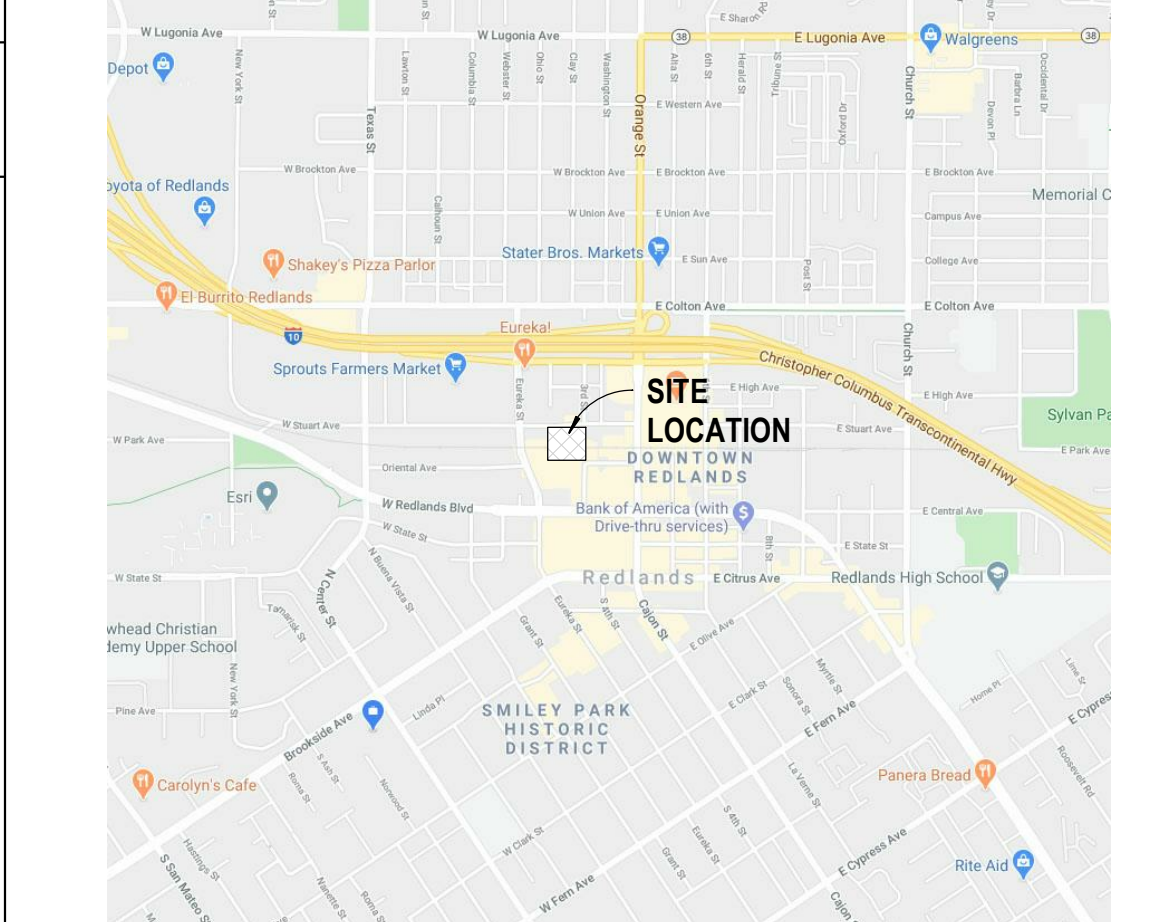 E Sharon Rd
W Lugonia Ave
W Lugonia Ave
38
E Lugonia Ave
Walgreens
38
Depot
New York St
Lawton St
Columbia St
Webster St
Ohio St
Clay St
Washington St
Alta St
6th St
Herald St
Tribune St
Church St
Barbra Ln
Occidental Dr
Texas St
Orange St
E Western Ave
Oxford Dr
Devon Pl
W Brockton Ave
W Brockton Ave
E Brockton Ave
E Brockton Ave
oyota of Redlands
Memorial C
Calhoun St
W Union Ave
E Union Ave
Campus Ave
Stater Bros. Markets
E Sun Ave
Post St
College Ave
Shakey's Pizza Parlor
El Burrito Redlands
E Colton Ave
E Colton Ave
10
Eureka!
Church St
Sprouts Farmers Market
Christopher Columbus Transcontinental Hwy
Eureka St
3rd S
SITE
LOCATION
E High Ave
E High Ave
Sylvan Pa
W Stuart Ave
E Stuart Ave
W Park Ave
E Park Ave
DOWNTOWN
REDLANDS
Oriental Ave
Esri
W Redlands Blvd
Bank of America (with
Drive-thru services)
$
E Central Ave
W State St
8th St
E State St
W State St
N Buena Vista St
N Center St
Redlands
E Citrus Ave
Redlands High School
Tamarisk St
Grant St
Eureka St
S 4th St
Cajon St
E Olive Ave
whead Christian
demy Upper School
New York St
Myrtle St
Lime St
Pine Ave
Linda Pl
SMILEY PARK
HISTORIC
DISTRICT
E Clark St
Sonora St
E Fern Ave
Home Pl
E Cypres
Brookside Ave
S Ash St
Roma St
Norwood St
La Verne St
Roosevelt Rd
Carolyn's Cafe
Panera Bread
S 4th St
W Clark St
Eureka St
Grant St
E Cypress Ave
Rite Aid
Hastings St
S San Mateo S
Nanette St
Roma S
W Fern Ave
Cajon